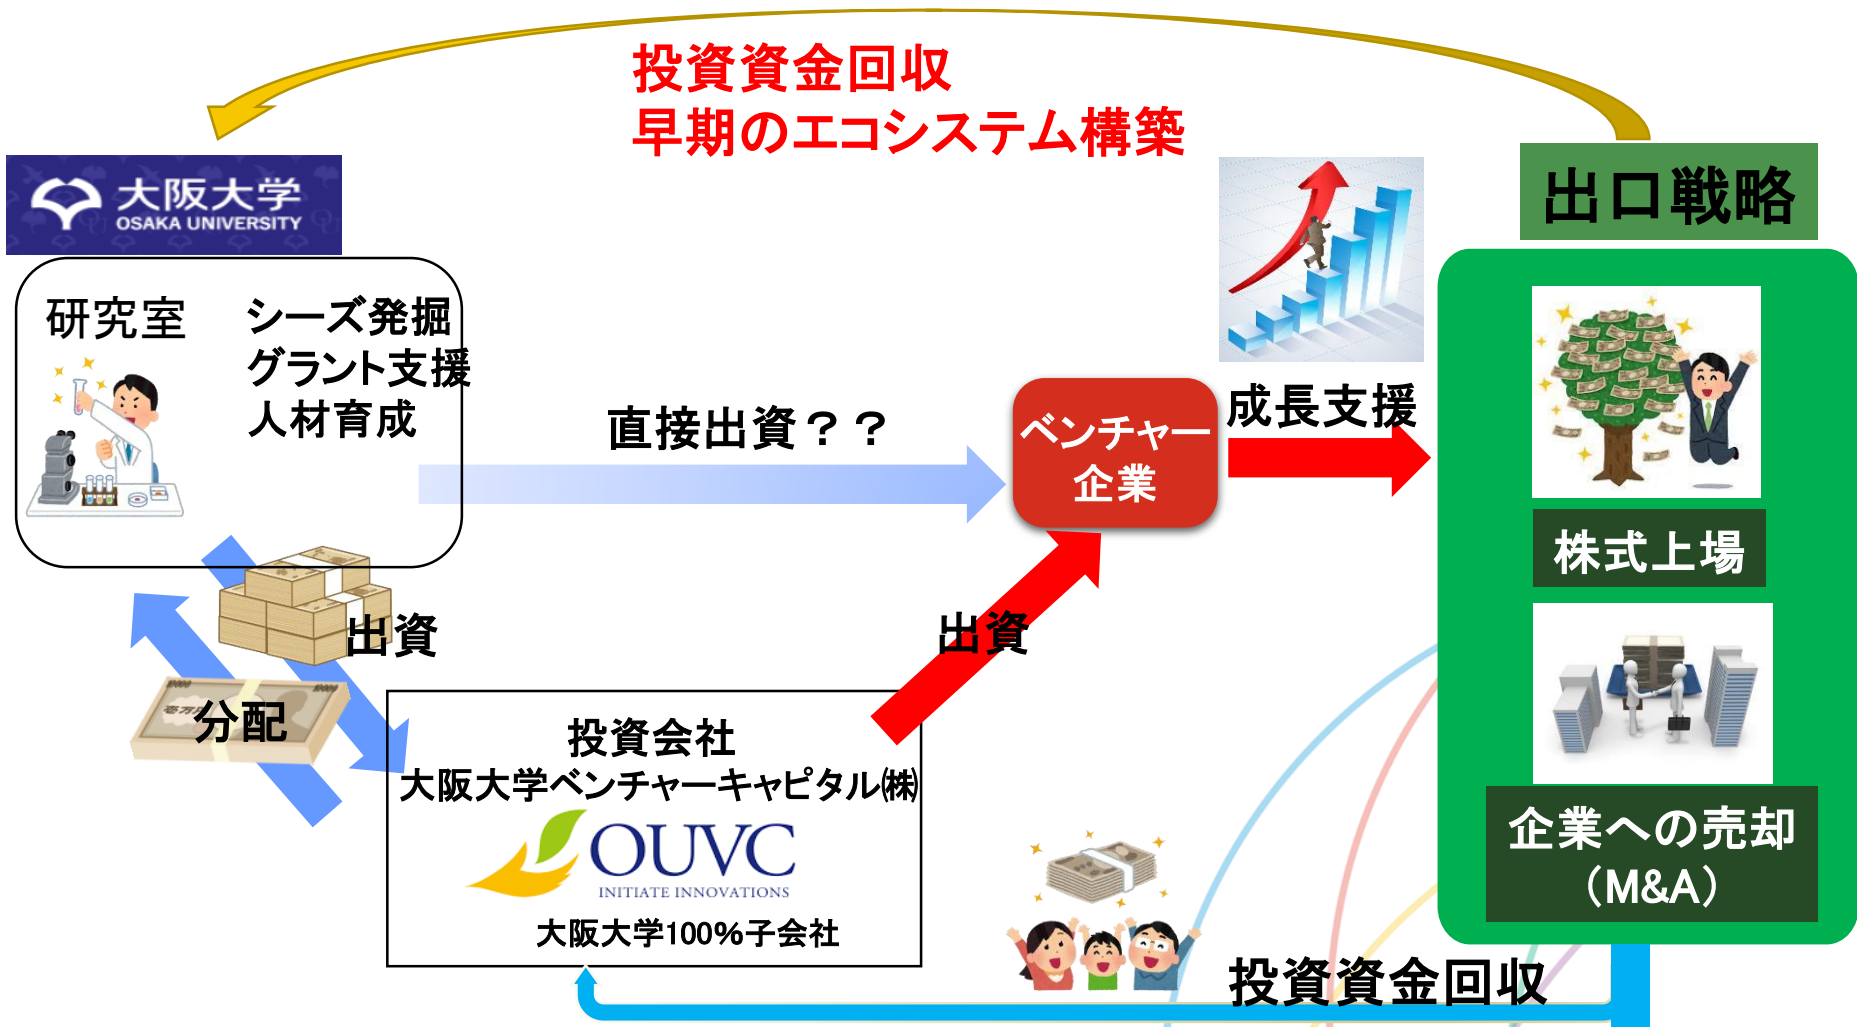 投資資金回収
早期のエコシステム構築
大阪大学
OSAKA UNIVERSITY
出口戦略
研究室
シーズ発掘
グラント支援
人材育成
直接出資？？
ベンチャー
企業
成長支援
株式上場
出資
出資
分配
10000
10000
壱万円
投資会社
大阪大学ベンチャーキャピタル㈱
OUVC
INITIATE INNOVATIONS
大阪大学100%子会社
企業への売却
（M&A）
投資資金回収